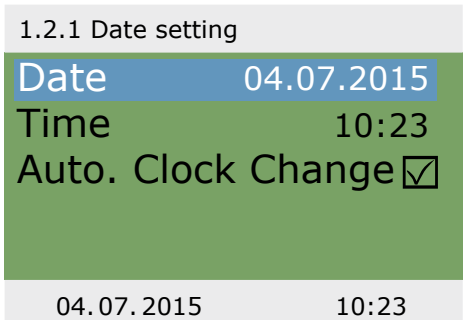 1.2.1 Date setting
Date 04.07.2015
Time 10:23
Auto. Clock Change
04.07.2015 10:23